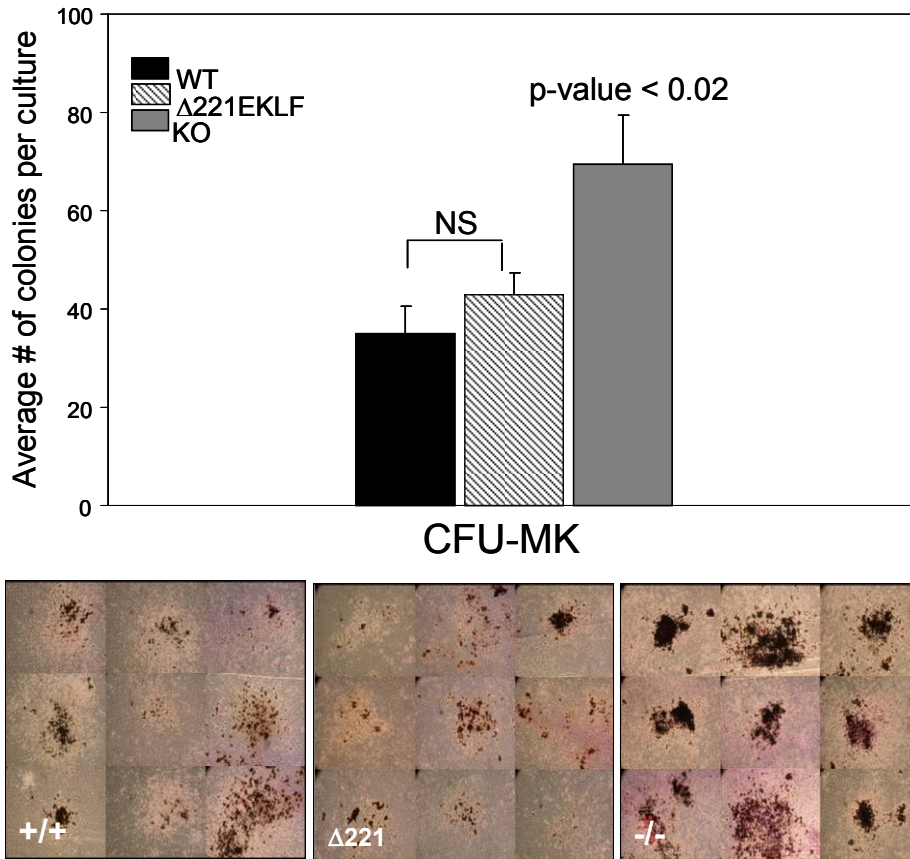 Average # of colonies per culture
100
80
60
40
20
0
WT
Δ221EKLF
KO
NS
p-value < 0.02
CFU-MK
+/+
Δ221
-/-